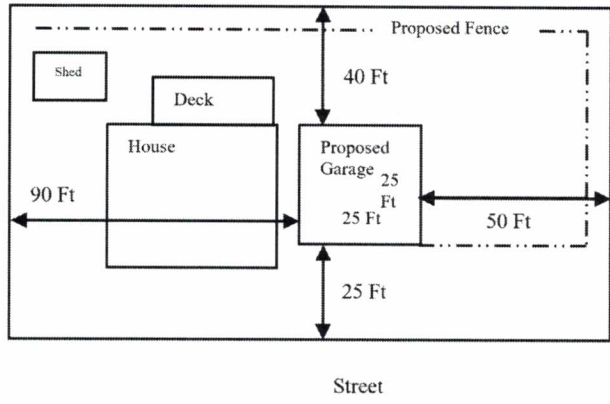 Proposed Fence
Shed
40 Ft
Deck
House
Proposed
Garage
25
Ft
25 Ft
90 Ft
50 Ft
25 Ft
Street